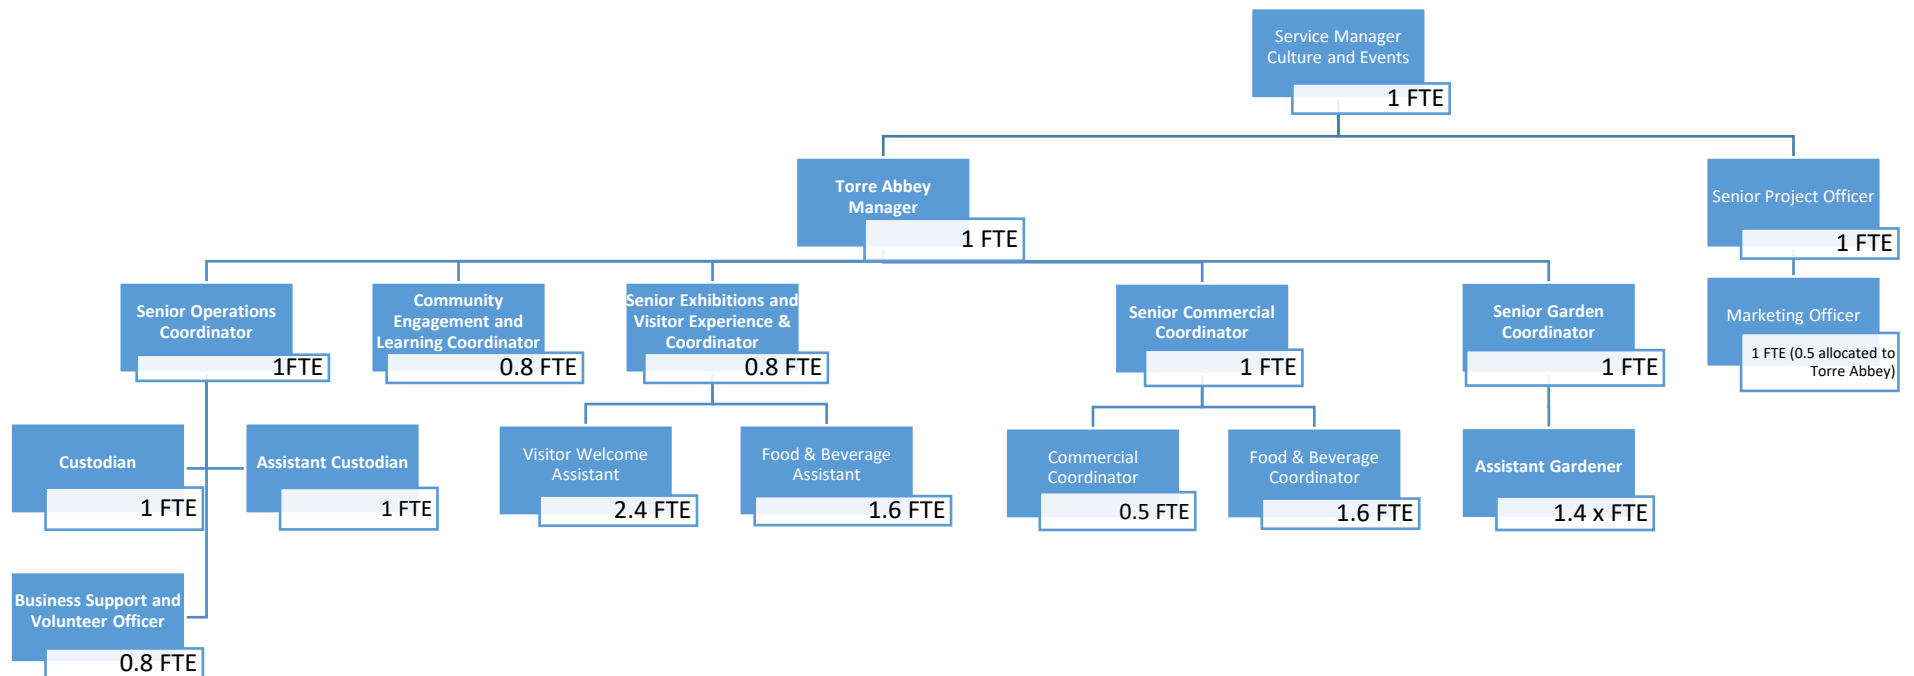 Service Manager
Culture and Events
1 FTE
Torre Abbey
Manager
1 FTE
Senior Project Officer
1 FTE
Senior Operations
Coordinator
1FTE
Community
Engagement and
Learning Coordinator
0.8 FTE
Senior Exhibitions and
Visitor Experience &
Coordinator
0.8 FTE
Senior Commercial
Coordinator
1 FTE
Senior Garden
Coordinator
1 FTE
Marketing Officer
1 FTE (0.5 allocated to
Torre Abbey)
Custodian
1 FTE
Assistant Custodian
1 FTE
Visitor Welcome
Assistant
2.4 FTE
Food & Beverage
Assistant
1.6 FTE
Commercial
Coordinator
0.5 FTE
Food & Beverage
Coordinator
1.6 FTE
Assistant Gardener
1.4 x FTE
Business Support and
Volunteer Officer
0.8 FTE